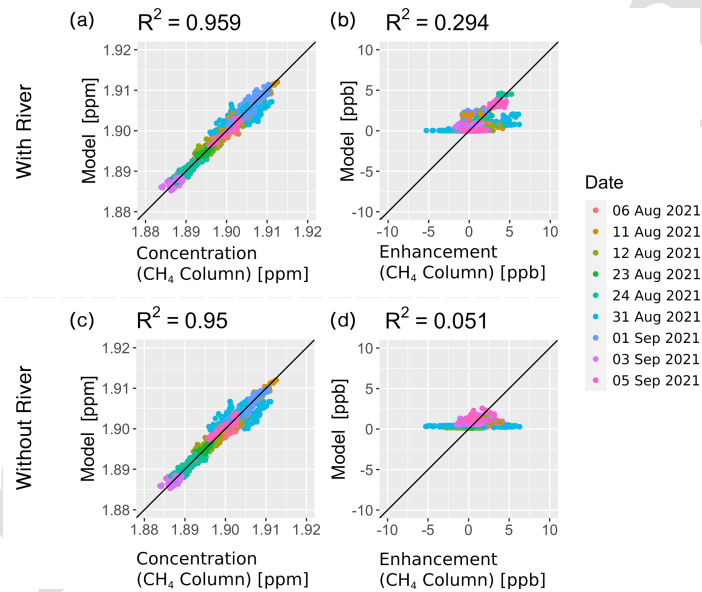 (a) R² = 0.959
(b) R² = 0.294
With River
Model [ppm]
1.92
1.91
1.90
1.89
1.88
1.88 1.89 1.90 1.91 1.92
Concentration
(CH₄ Column) [ppm]
Model [ppb]
10
5
0
-5
-10
-10 -5 0 5 10
Enhancement
(CH₄ Column) [ppb]
(c) R² = 0.95
(d) R² = 0.051
Without River
Model [ppm]
1.92
1.91
1.90
1.89
1.88
1.88 1.89 1.90 1.91 1.92
Concentration
(CH₄ Column) [ppm]
Model [ppb]
10
5
0
-5
-10
-10 -5 0 5 10
Enhancement
(CH₄ Column) [ppb]
Date
06 Aug 2021
11 Aug 2021
12 Aug 2021
23 Aug 2021
24 Aug 2021
31 Aug 2021
01 Sep 2021
03 Sep 2021
05 Sep 2021